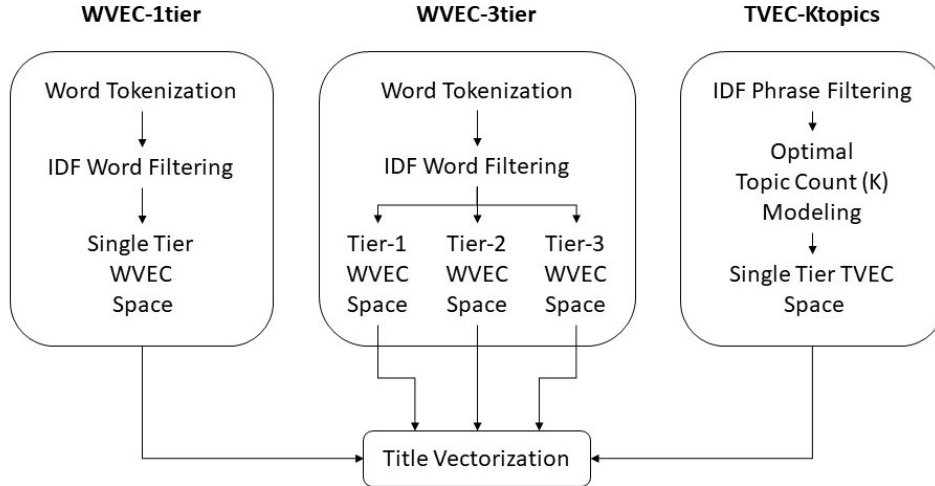 WVEC-1tier
Word Tokenization
IDF Word Filtering
Single Tier
WVEC
Space
WVEC-3tier
Word Tokenization
IDF Word Filtering
Tier-1
WVEC
Space
Tier-2
WVEC
Space
Tier-3
WVEC
Space
TVEC-Ktopics
IDF Phrase Filtering
Optimal
Topic Count (K)
Modeling
Single Tier TVEC
Space
Title Vectorization